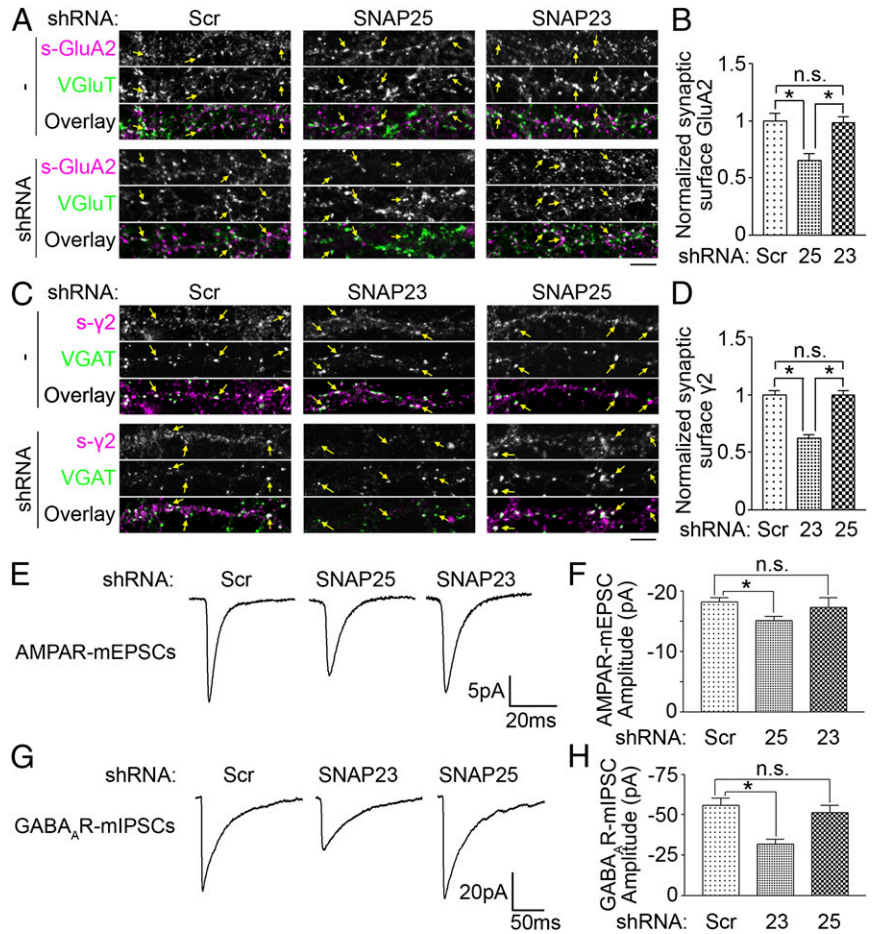 A
shRNA: Scr SNAP25 SNAP23
-
s-GluA2
VGluT
Overlay
shRNA
s-GluA2
VGluT
Overlay
B
Normalized synaptic
surface GluA2
1.5
1
0.5
0
n.s.
* *
shRNA: Scr 25 23
C
shRNA: Scr SNAP23 SNAP25
-
s-γ2
VGAT
Overlay
shRNA
s-γ2
VGAT
Overlay
D
Normalized synaptic
surface γ2
1.5
1
0.5
0
n.s.
* *
shRNA: Scr 23 25
E
shRNA: Scr SNAP25 SNAP23
AMPAR-mEPSCs
5pA
20ms
F
AMPAR-mEPSC
Amplitude (pA)
-20
-10
0
n.s.
*
shRNA: Scr 25 23
G
shRNA: Scr SNAP23 SNAP25
GABAAR-mIPSCs
20pA
50ms
H
GABAAR-mIPSC
Amplitude (pA)
-75
-50
-25
0
n.s.
*
shRNA: Scr 23 25